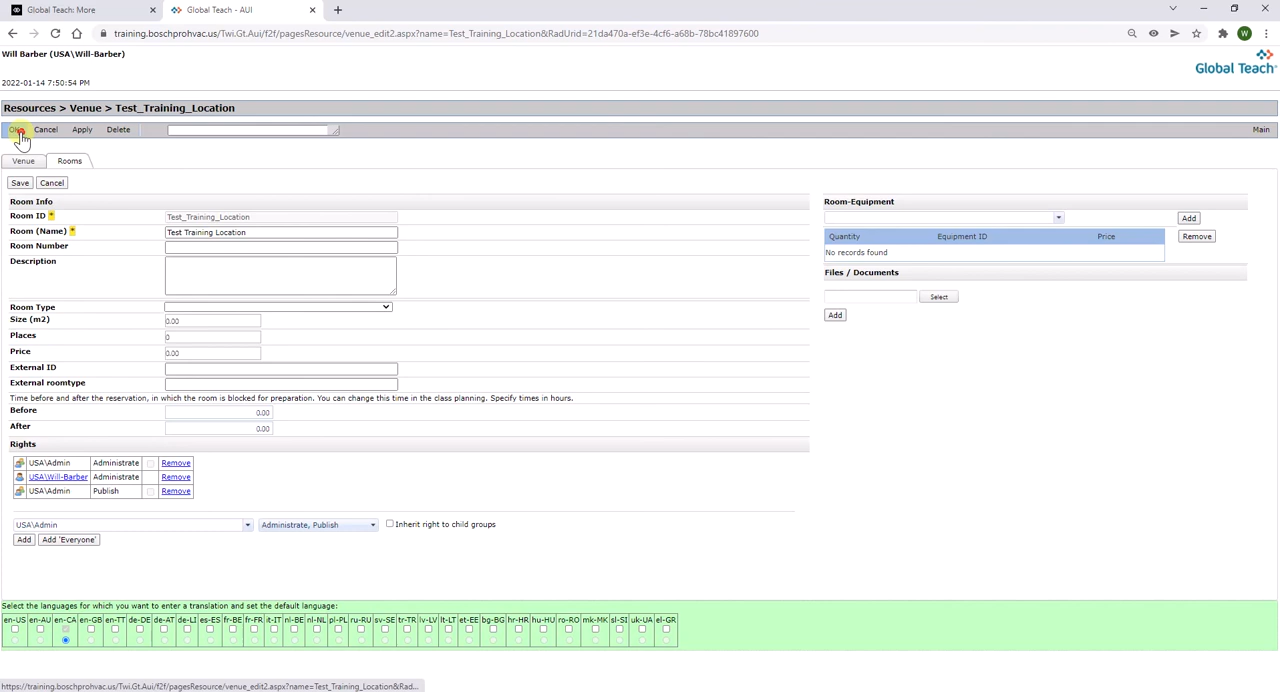 Global Teach: More
Global Teach - AUI
training.boschprohvac.us/Twi.Gt.Aui/f2f/pagesResource/venue_edit2.aspx?name=Test_Training_Location&RadUrid=21da470a-ef3e-4cf6-a68b-78bc41897600
W
Will Barber (USA\Will-Barber)
Global Teach
2022-01-14 7:50:54 PM
Resources > Venue > Test_Training_Location
Cancel Apply Delete Main
Venue Rooms
Save Cancel
Room Info Room-Equipment
Room ID * Test_Training_Location Add
Room (Name) * Test Training Location Quantity Equipment ID Price Remove
Room Number
No records found
Description
Files / Documents
Select
Room Type
Add
Size (m2) 0.00
Places 0
Price 0.00
External ID
External roomtype
Time before and after the reservation, in which the room is blocked for preparation. You can change this time in the class planning. Specify times in hours.
Before 0.00
After 0.00
Rights
USA\Admin Administrate Remove
USA\Will-Barber Administrate Remove
USA\Admin Publish Remove
USA\Admin Administrate, Publish Inherit right to child groups
Add Add 'Everyone'
Select the languages for which you want to enter a translation and set the default language:
en-US en-AU en-CA en-GB en-TT de-DE de-AT de-LI es-ES fr-BE fr-FR it-IT nl-BE nl-NL pl-PL ru-RU sv-SE tr-TR lv-LV lt-LT et-EE bg-BG hr-HR hu-HU ro-RO mk-MK sl-SI uk-UA el-GR
https://training.boschprohvac.us/Twi.Gt.Aui/f2f/pagesResource/venue_edit2.aspx?name=Test_Training_Location&Rad...